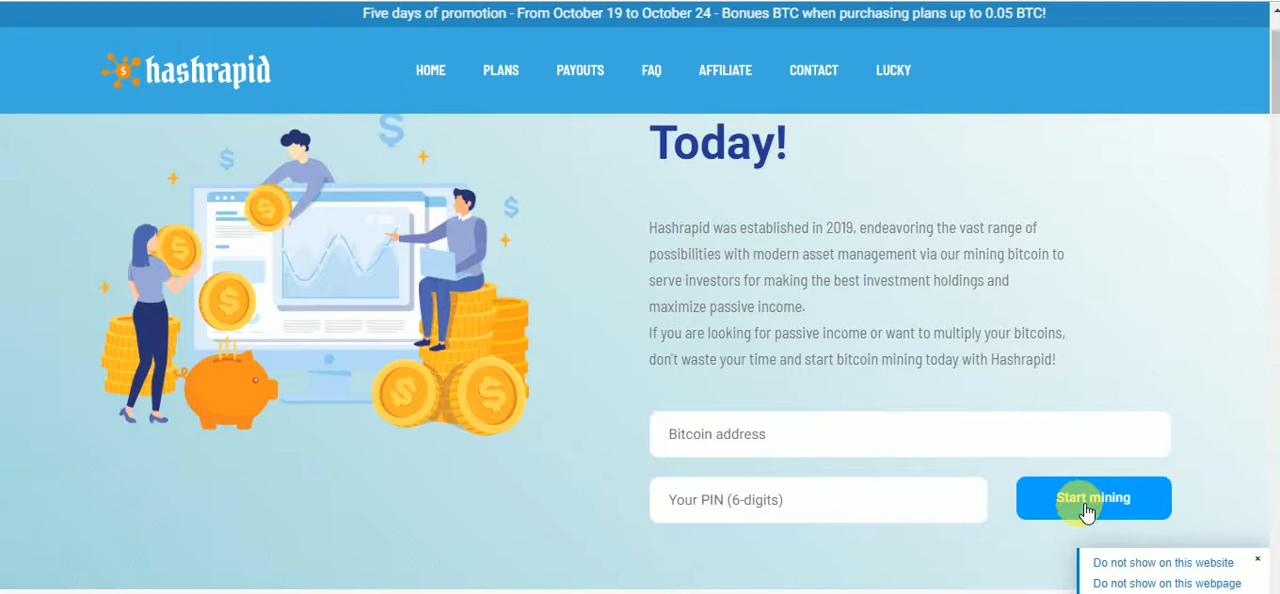 Five days of promotion - From October 19 to October 24 - Bonues BTC when purchasing plans up to 0.05 BTC!
hashrapid
HOME PLANS PAYOUTS FAQ AFFILIATE CONTACT LUCKY
Today!
Hashrapid was established in 2019, endeavoring the vast range of
possibilities with modern asset management via our mining bitcoin to
serve investors for making the best investment holdings and
maximize passive income.
If you are looking for passive income or want to multiply your bitcoins,
don't waste your time and start bitcoin mining today with Hashrapid!
Bitcoin address
Your PIN (6-digits)
Start mining
Do not show on this website
Do not show on this webpage